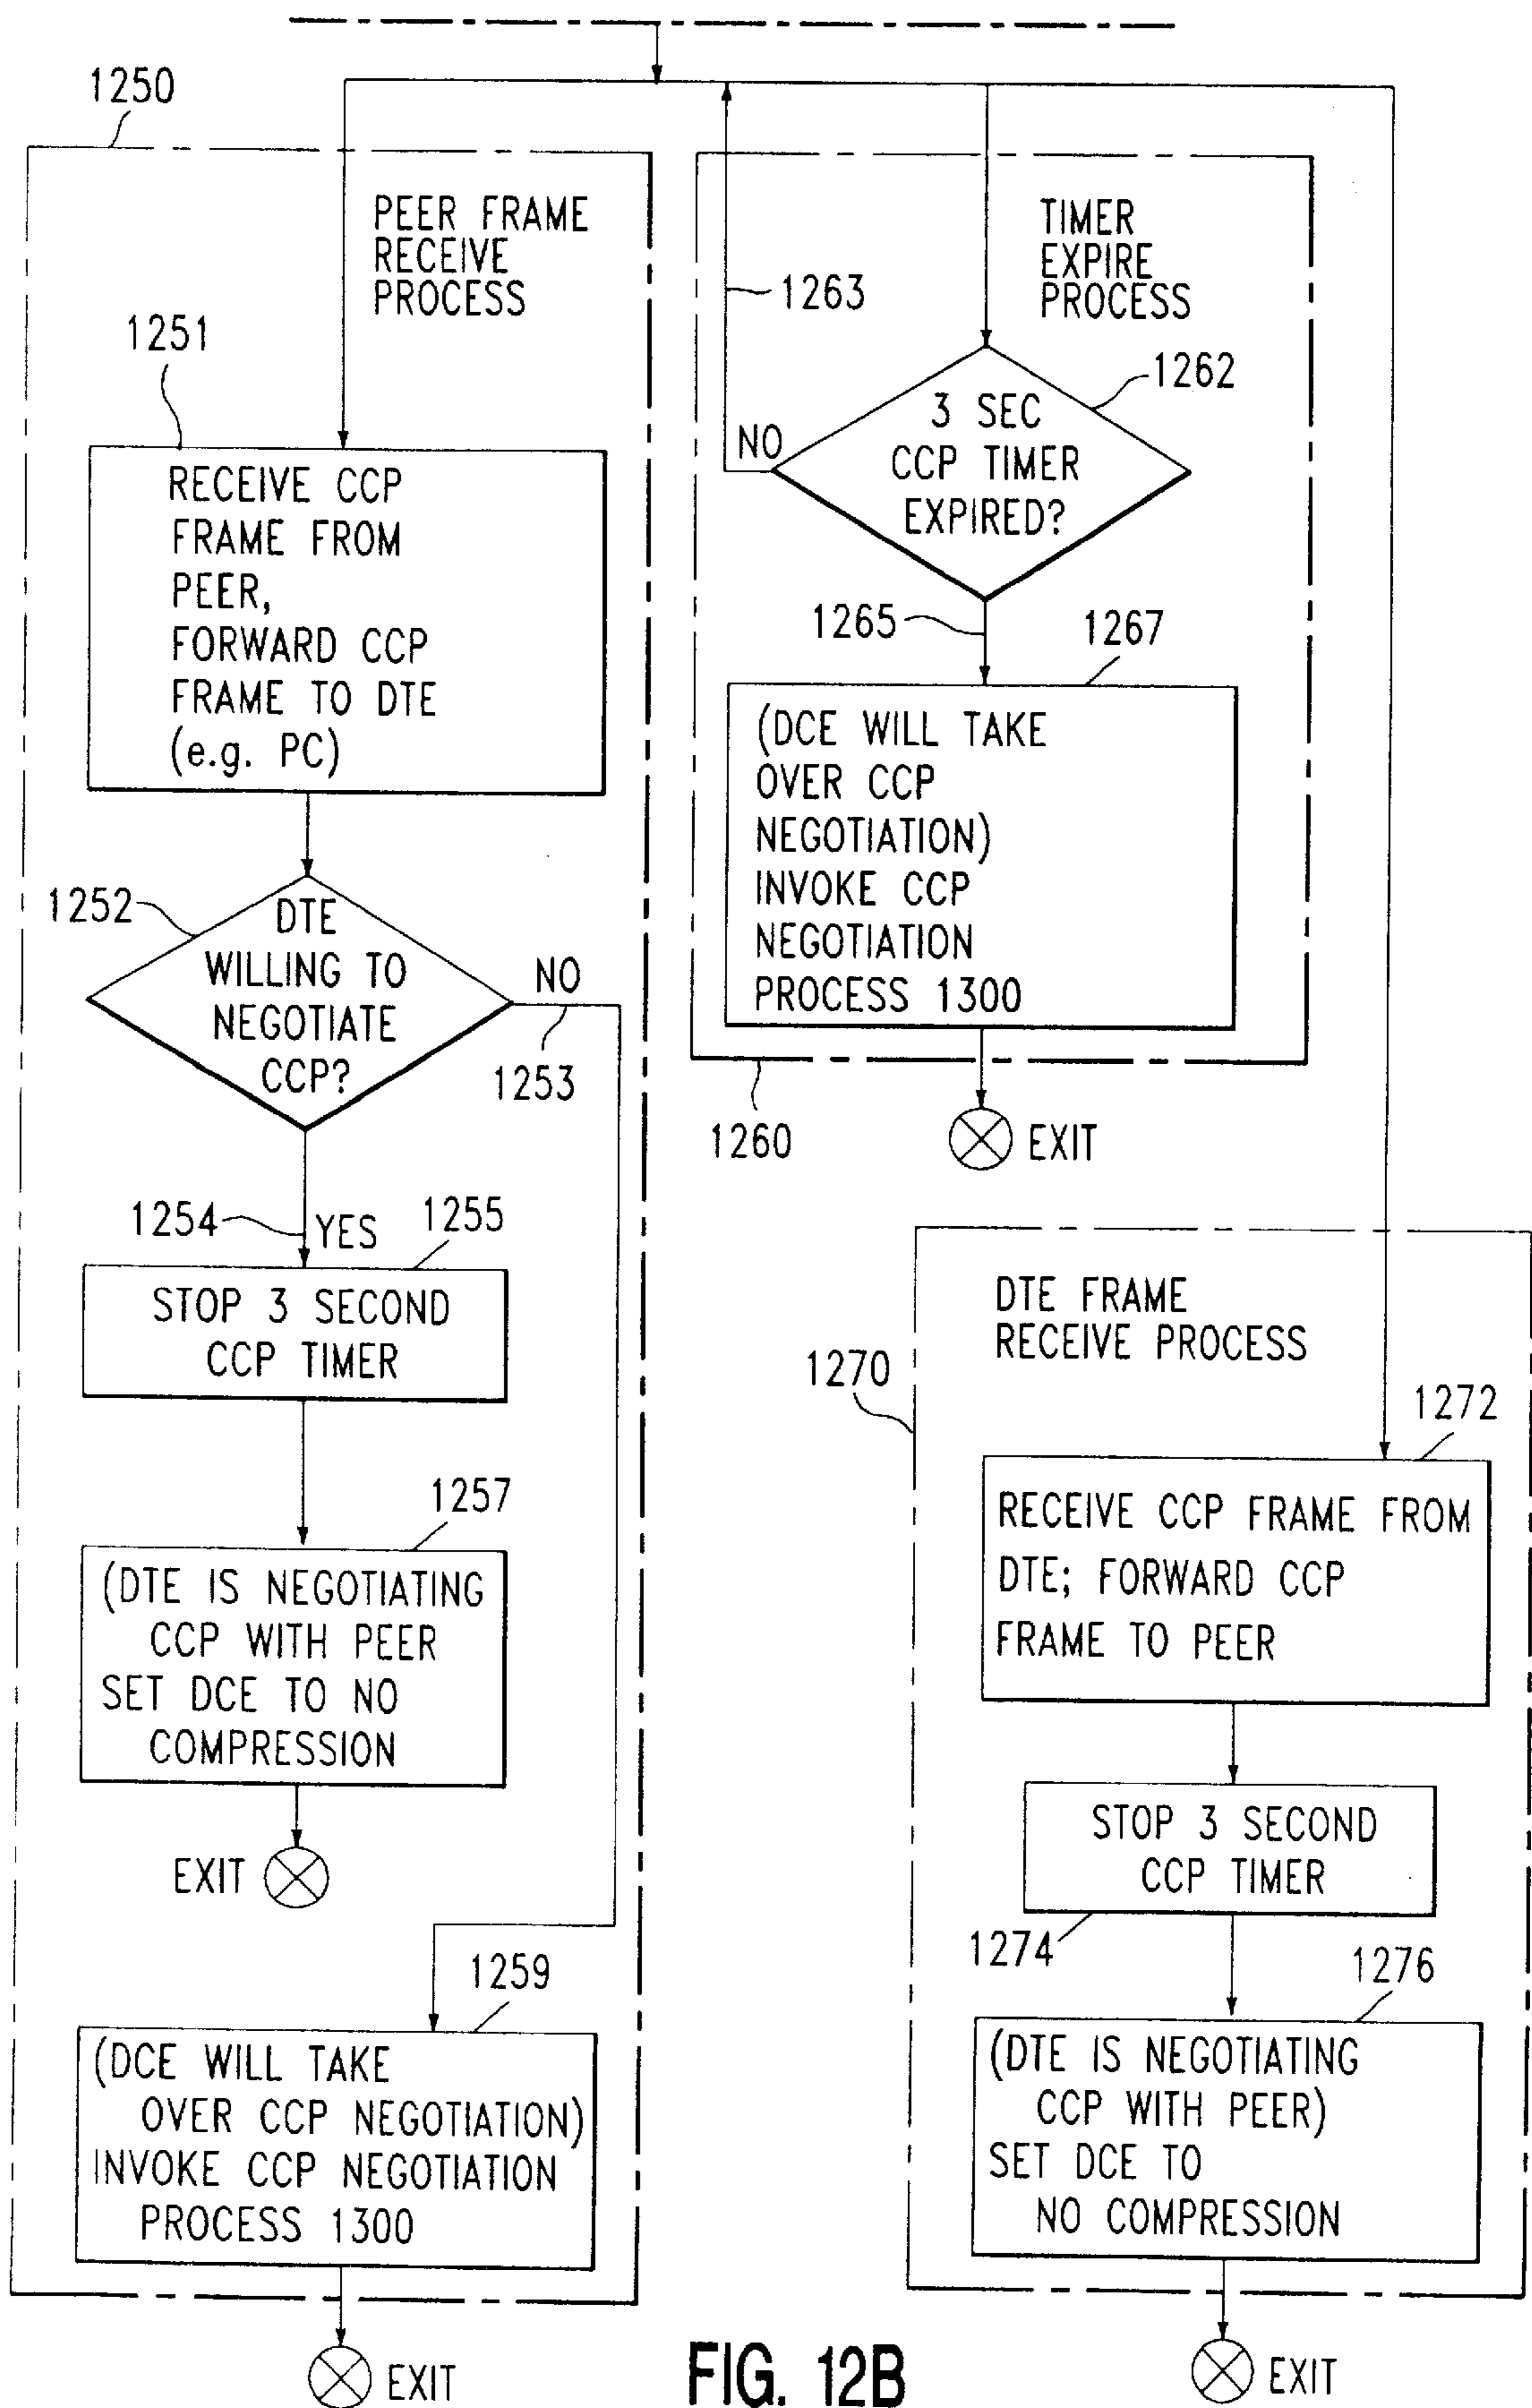 1250
PEER FRAME
RECEIVE
PROCESS
1251
RECEIVE CCP
FRAME FROM
PEER,
FORWARD CCP
FRAME TO DTE
(e.g. PC)
1252
DTE
WILLING TO
NEGOTIATE
CCP?
NO
1253
1254
YES
1255
STOP 3 SECOND
CCP TIMER
1257
(DTE IS NEGOTIATING
CCP WITH PEER
SET DCE TO NO
COMPRESSION
EXIT
1259
(DCE WILL TAKE
OVER CCP NEGOTIATION)
INVOKE CCP NEGOTIATION
PROCESS 1300
EXIT
TIMER
EXPIRE
PROCESS
1263
1262
3 SEC
CCP TIMER
EXPIRED?
NO
1265
1267
(DCE WILL TAKE
OVER CCP
NEGOTIATION)
INVOKE CCP
NEGOTIATION
PROCESS 1300
1260
EXIT
DTE FRAME
RECEIVE PROCESS
1270
1272
RECEIVE CCP FRAME FROM
DTE; FORWARD CCP
FRAME TO PEER
STOP 3 SECOND
CCP TIMER
1274
1276
(DTE IS NEGOTIATING
CCP WITH PEER)
SET DCE TO
NO COMPRESSION
EXIT
FIG. 12B